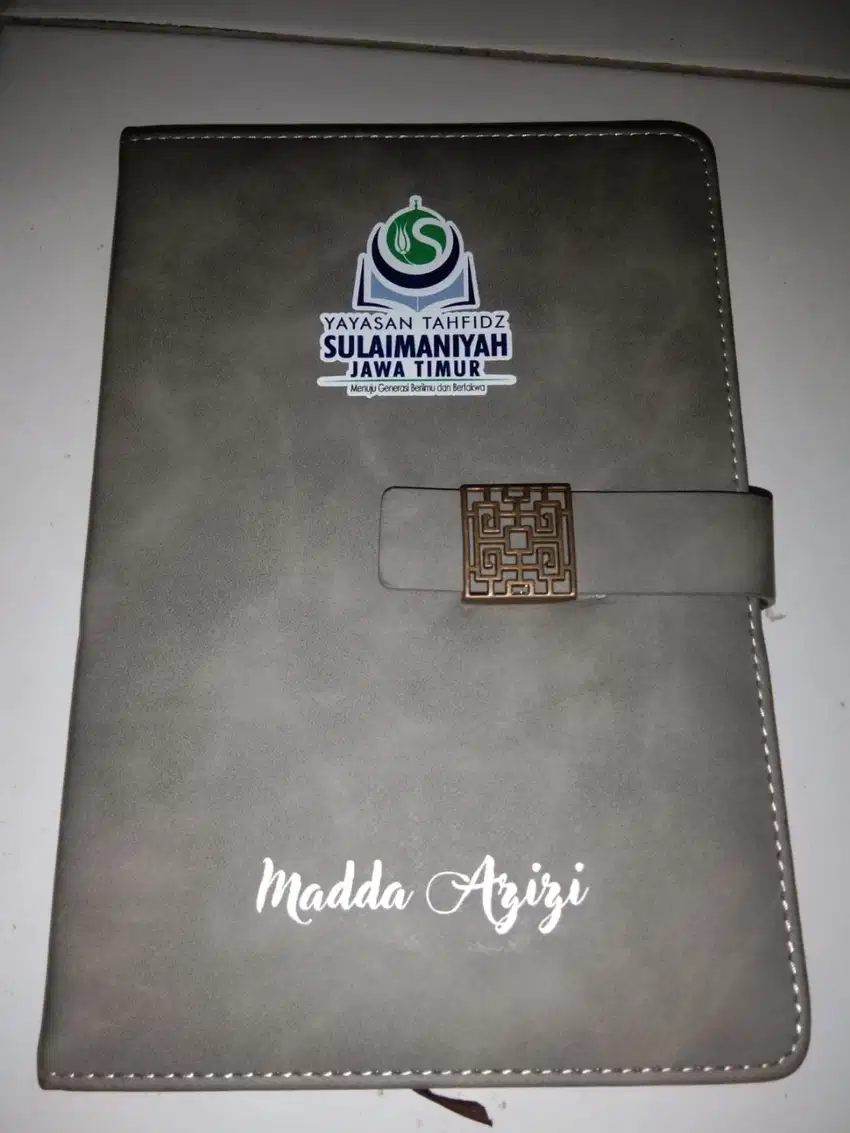 S
YAYASAN TAHFIDZ
SULAIMANIYAH
JAWA TIMUR
Menuju Generasi Berilmu dan Bertakwa
Madda Azizi